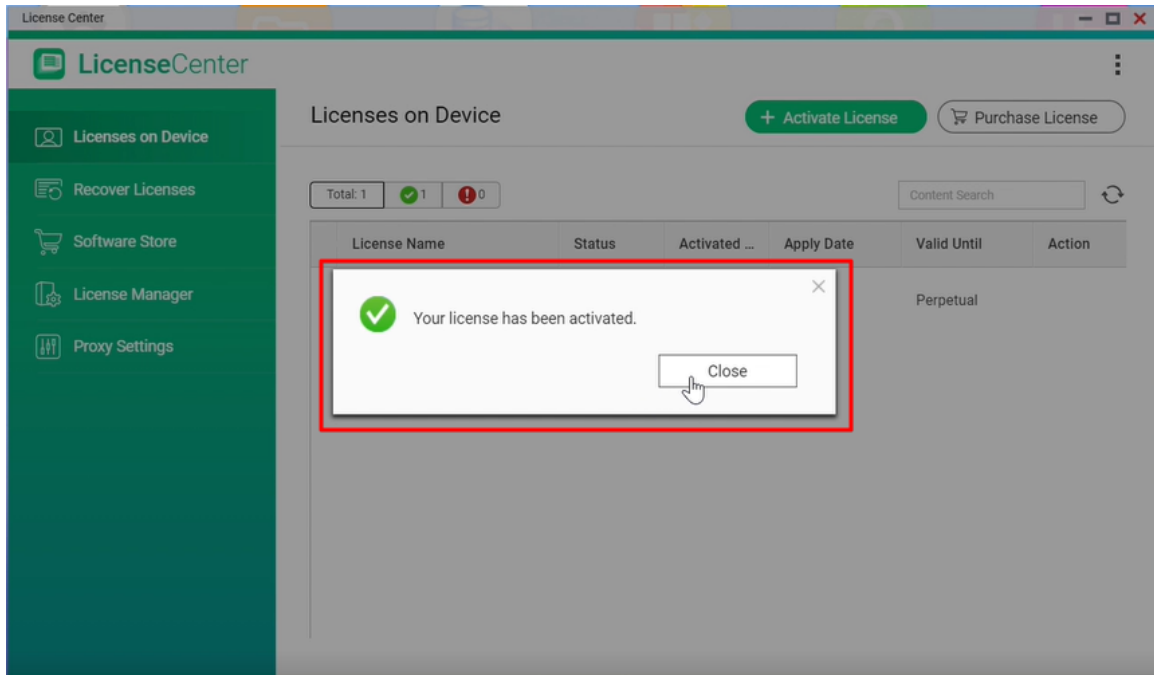 License Center
LicenseCenter
Licenses on Device
Recover Licenses
Software Store
License Manager
Proxy Settings
Licenses on Device
+ Activate License
Purchase License
Total: 1
1
0
Content Search
License Name Status Activated ... Apply Date Valid Until Action
Perpetual
Your license has been activated.
Close